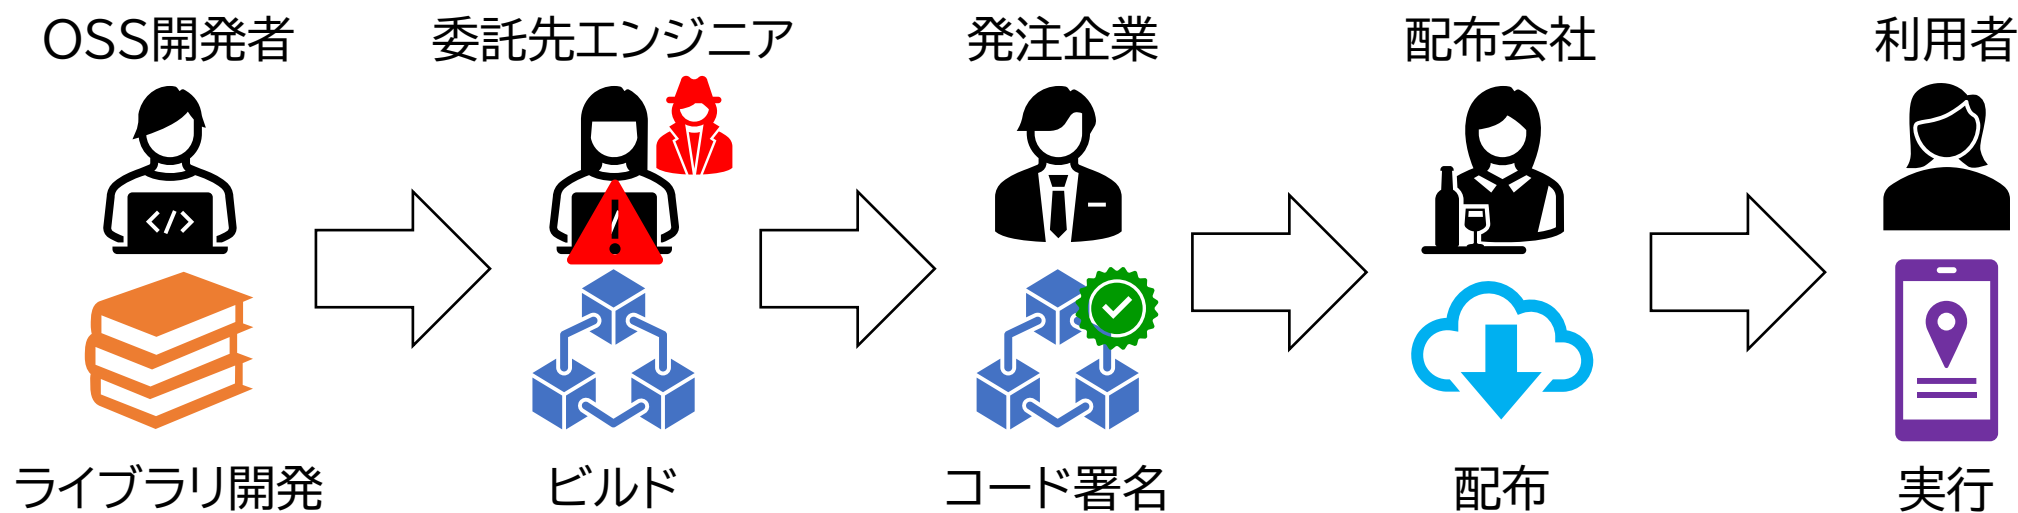 OSS開発者
委託先エンジニア
発注企業
配布会社
利用者
</>
ライブラリ開発
ビルド
コード署名
配布
実行